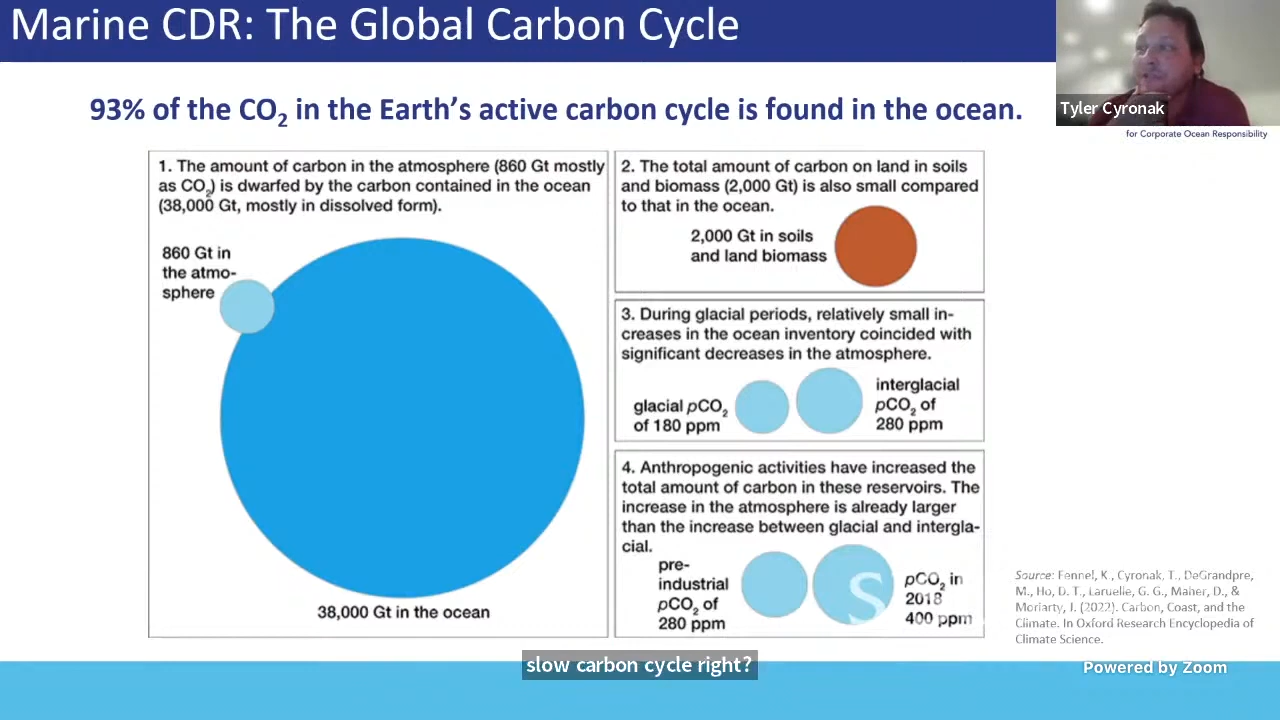 Marine CDR: The Global Carbon Cycle
Tyler Cyronak
for Corporate Ocean Responsibility
93% of the CO₂ in the Earth's active carbon cycle is found in the ocean.
1. The amount of carbon in the atmosphere (860 Gt mostly
as CO₂) is dwarfed by the carbon contained in the ocean
(38,000 Gt, mostly in dissolved form).
860 Gt in
the atmo-
sphere
38,000 Gt in the ocean
2. The total amount of carbon on land in soils
and biomass (2,000 Gt) is also small compared
to that in the ocean.
2,000 Gt in soils
and land biomass
3. During glacial periods, relatively small in-
creases in the ocean inventory coincided with
significant decreases in the atmosphere.
glacial pCO₂
of 180 ppm
interglacial
pCO₂ of
280 ppm
4. Anthropogenic activities have increased the
total amount of carbon in these reservoirs. The
increase in the atmosphere is already larger
than the increase between glacial and intergla-
cial.
pre-
industrial
pCO₂ of
280 ppm
S
pCO₂ in
2018
400 ppm
Source: Fennel, K., Cyronak, T., DeGrandpre,
M., Ho, D. T., Laruelle, G. G., Maher, D., &
Moriarty, J. (2022). Carbon, Coast, and the
Climate. In Oxford Research Encyclopedia of
Climate Science.
slow carbon cycle right?
Powered by Zoom